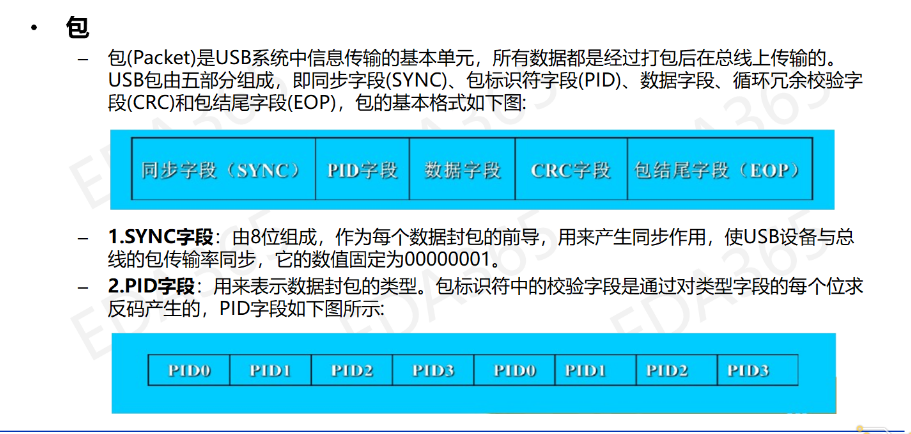 • 包
– 包(Packet)是USB系统中信息传输的基本单元，所有数据都是经过打包后在总线上传输的。
USB包由五部分组成，即同步字段(SYNC)、包标识符字段(PID)、数据字段、循环冗余校验字
段(CRC)和包结尾字段(EOP)，包的基本格式如下图:
同步字段（SYNC） PID字段 数据字段 CRC字段 包结尾字段（EOP）
– 1.SYNC字段：由8位组成，作为每个数据封包的前导，用来产生同步作用，使USB设备与总
线的包传输率同步，它的数值固定为00000001。
– 2.PID字段：用来表示数据封包的类型。包标识符中的校验字段是通过对类型字段的每个位求
反码产生的，PID字段如下图所示:
PID0 PID1 PID2 PID3 PID0 PID1 PID2 PID3
EDA365
EDA365
EDA365
EDA365
EDA365
EDA365